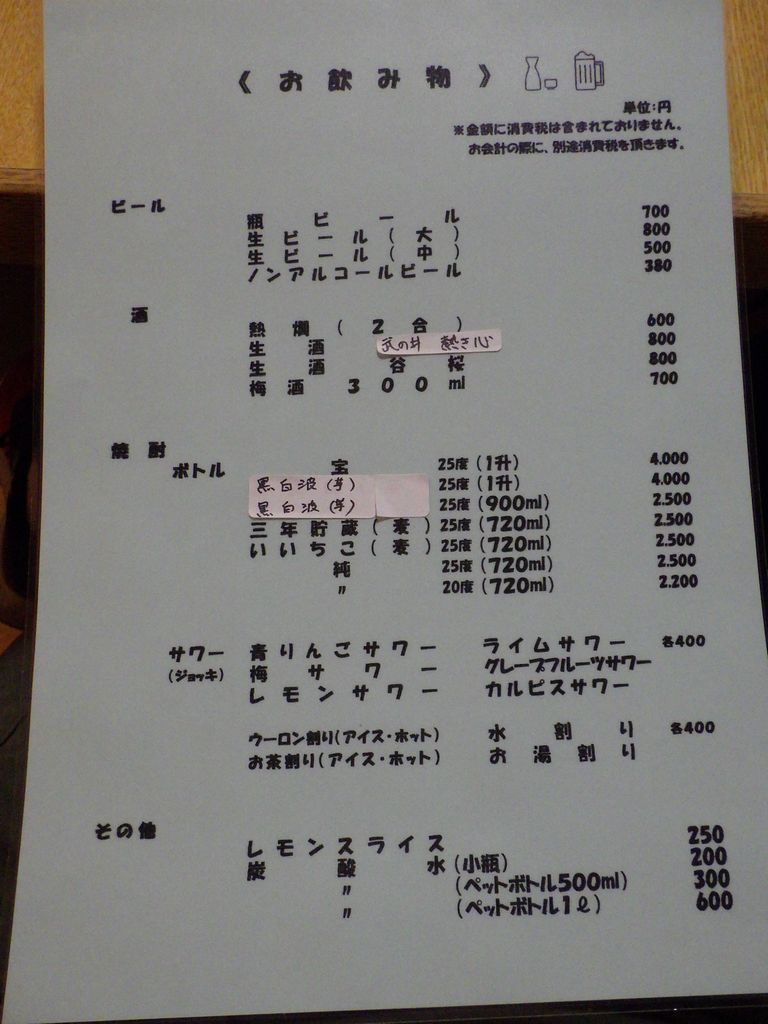 《お飲み物》
単位:円
※金額に消費税は含まれておりません。
お会計の際に、別途消費税を頂きます。
ビール
瓶ビール 700
生ビール(大) 800
生ビール(中) 500
ノンアルコールビール 380
酒
熱燗(2合) 600
生酒 武の井 熱き心 800
生酒 谷桜 800
梅酒 300ml 700
焼酎
ボトル 宝 25度(1升) 4.000
黒白波(芋) 25度(1升) 4.000
黒白波(芋) 25度(900ml) 2.500
三年貯蔵(麦) 25度(720ml) 2.500
いいちこ(麦) 25度(720ml) 2.500
純 25度(720ml) 2.500
〃 20度(720ml) 2.200
サワー 青りんごサワー ライムサワー 各400
(ジョッキ) 梅サワー グレープフルーツサワー
レモンサワー カルピスサワー
ウーロン割り(アイス・ホット) 水割り 各400
お茶割り(アイス・ホット) お湯割り
その他
レモンスライス 250
炭酸水(小瓶) 200
〃 (ペットボトル500ml) 300
〃 (ペットボトル1ℓ) 600